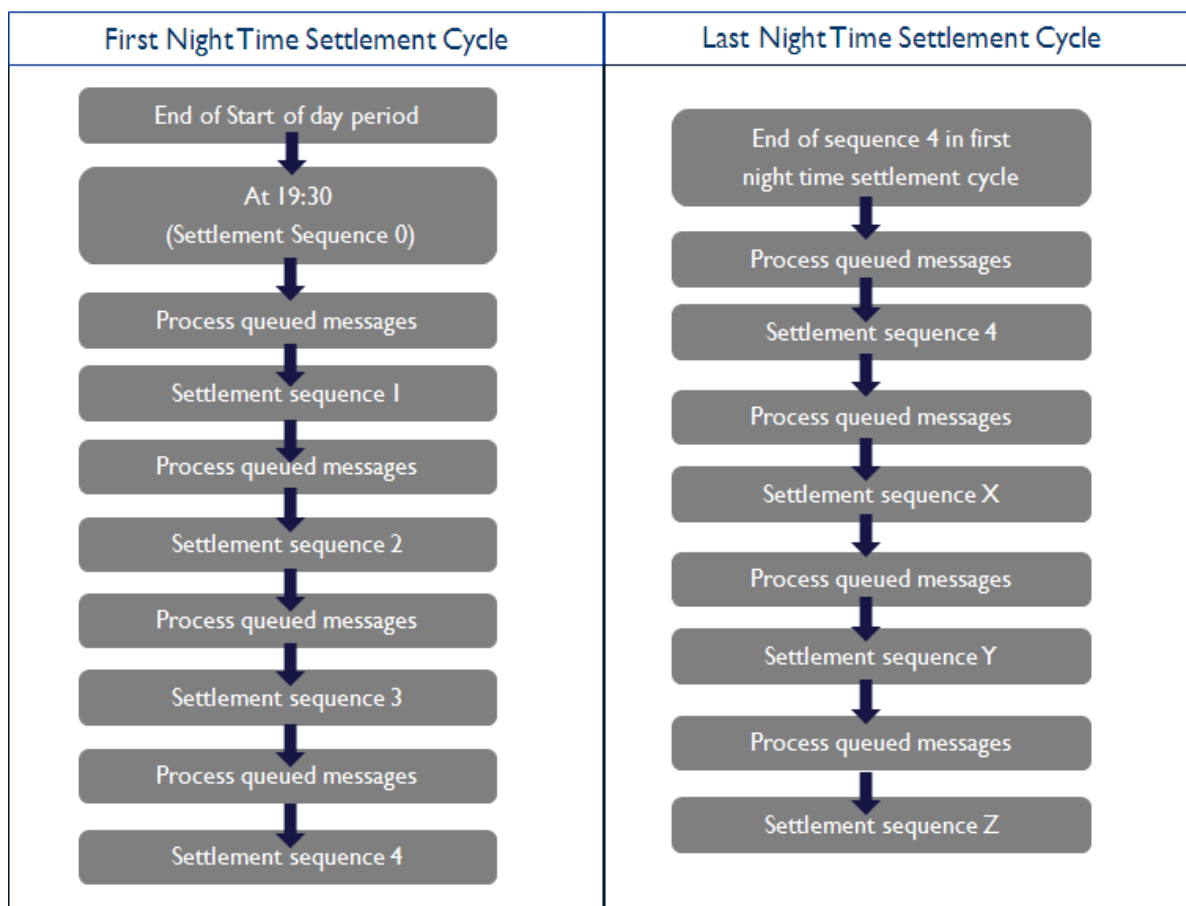 First Night Time Settlement Cycle
End of Start of day period
At 19:30
(Settlement Sequence 0)
Process queued messages
Settlement sequence 1
Process queued messages
Settlement sequence 2
Process queued messages
Settlement sequence 3
Process queued messages
Settlement sequence 4
Last Night Time Settlement Cycle
End of sequence 4 in first
night time settlement cycle
Process queued messages
Settlement sequence 4
Process queued messages
Settlement sequence X
Process queued messages
Settlement sequence Y
Process queued messages
Settlement sequence Z